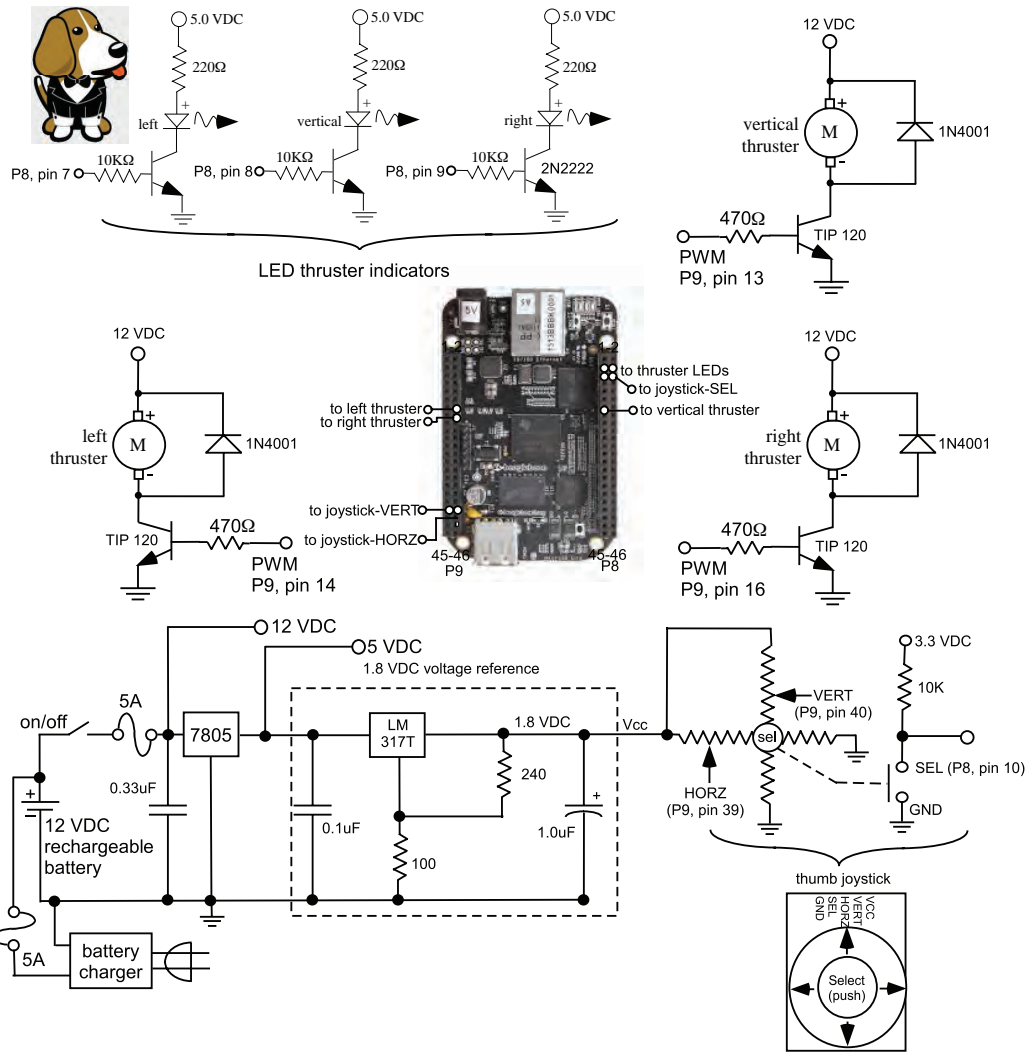 5.0 VDC
5.0 VDC
5.0 VDC
220Ω
220Ω
220Ω
+
left
+
vertical
+
right
10KΩ
P8, pin 7
10KΩ
P8, pin 8
10KΩ
P8, pin 9
2N2222
LED thruster indicators
12 VDC
vertical
thruster
+
M
-
1N4001
470Ω
TIP 120
PWM
P9, pin 13
12 VDC
left
thruster
+
M
-
1N4001
470Ω
TIP 120
PWM
P9, pin 14
5V
1-2
1-2
to thruster LEDs
to joystick-SEL
to vertical thruster
to left thruster
to right thruster
to joystick-VERT
to joystick-HORZ
45-46
P9
45-46
P8
12 VDC
right
thruster
+
M
-
1N4001
470Ω
TIP 120
PWM
P9, pin 16
12 VDC
5 VDC
1.8 VDC voltage reference
on/off
5A
7805
LM
317T
1.8 VDC
Vcc
+
12 VDC
rechargeable
battery
0.33uF
0.1uF
240
100
+
1.0uF
5A
battery
charger
VERT
(P9, pin 40)
sel
HORZ
(P9, pin 39)
3.3 VDC
10K
SEL (P8, pin 10)
GND
thumb joystick
VCC
VERT
HORZ
SEL
GND
Select
(push)